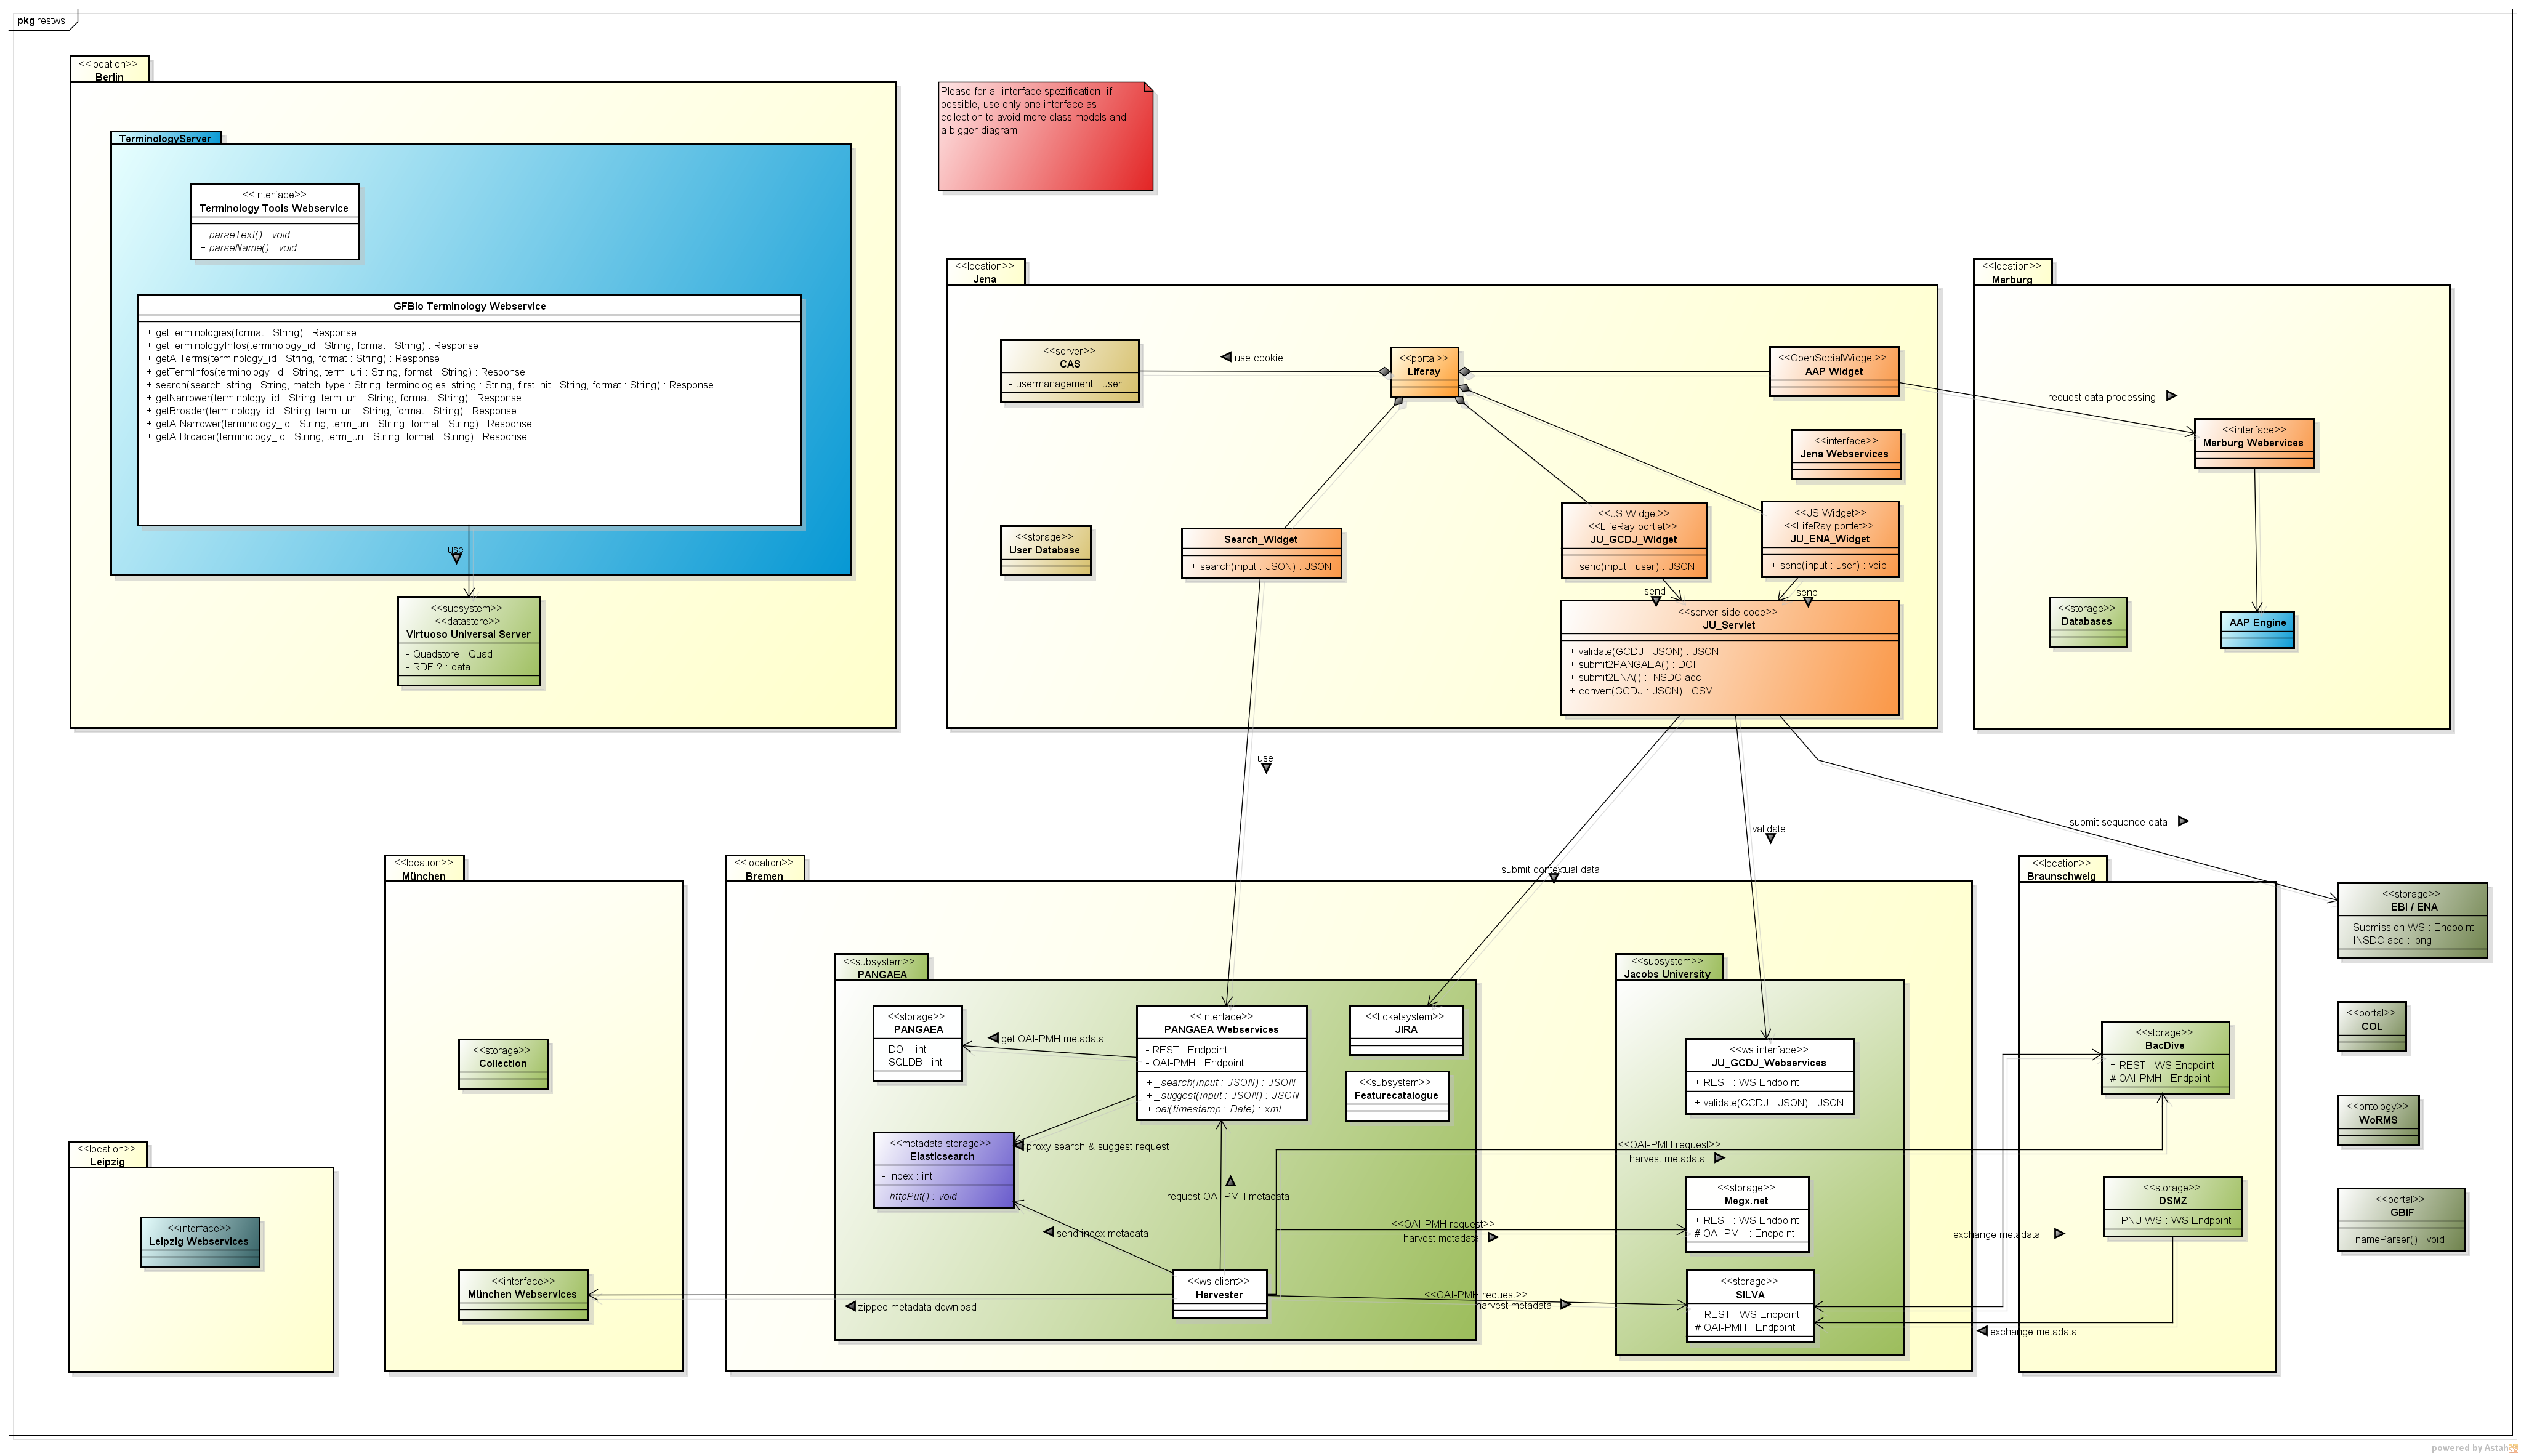 pkg restws
<<location>>
Berlin
TerminologyServer
<<interface>>
Terminology Tools Webservice
+ parseText() : void
+ parseName() : void
GFBio Terminology Webservice
+ getTerminologies(format : String) : Response
+ getTerminologyInfos(terminology_id : String, format : String) : Response
+ getAllTerms(terminology_id : String, format : String) : Response
+ getTermInfos(terminology_id : String, term_uri : String, format : String) : Response
+ search(search_string : String, match_type : String, terminologies_string : String, first_hit : String, format : String) : Response
+ getNarrower(terminology_id : String, term_uri : String, format : String) : Response
+ getBroader(terminology_id : String, term_uri : String, format : String) : Response
+ getAllNarrower(terminology_id : String, term_uri : String, format : String) : Response
+ getAllBroader(terminology_id : String, term_uri : String, format : String) : Response
use
<<subsystem>>
<<datastore>>
Virtuoso Universal Server
- Quadstore : Quad
- RDF ? : data
Please for all interface spezification: if
possible, use only one interface as
collection to avoid more class models and
a bigger diagram
<<location>>
Jena
<<server>>
CAS
- usermanagement : user
use cookie
<<portal>>
Liferay
<<OpenSocialWidget>>
AAP Widget
<<interface>>
Jena Webservices
<<storage>>
User Database
Search_Widget
+ search(input : JSON) : JSON
<<JS Widget>>
<<LifeRay portlet>>
JU_GCDJ_Widget
+ send(input : user) : JSON
<<JS Widget>>
<<LifeRay portlet>>
JU_ENA_Widget
+ send(input : user) : void
send
send
<<server-side code>>
JU_Servlet
+ validate(GCDJ : JSON) : JSON
+ submit2PANGAEA() : DOI
+ submit2ENA() : INSDC acc
+ convert(GCDJ : JSON) : CSV
<<location>>
Marburg
request data processing
<<interface>>
Marburg Webervices
<<storage>>
Databases
AAP Engine
use
validate
submit sequence data
submit contextual data
<<location>>
München
<<storage>>
Collection
<<interface>>
München Webservices
<<location>>
Leipzig
<<interface>>
Leipzig Webservices
<<location>>
Bremen
<<subsystem>>
PANGAEA
<<storage>>
PANGAEA
- DOI : int
- SQLDB : int
get OAI-PMH metadata
<<interface>>
PANGAEA Webservices
- REST : Endpoint
- OAI-PMH : Endpoint
+ _search(input : JSON) : JSON
+ _suggest(input : JSON) : JSON
+ oai(timestamp : Date) : xml
<<ticketsystem>>
JIRA
<<subsystem>>
Featurecatalogue
<<metadata storage>>
Elasticsearch
- index : int
- httpPut() : void
proxy search & suggest request
request OAI-PMH metadata
send index metadata
<<ws client>>
Harvester
zipped metadata download
<<OAI-PMH request>>
harvest metadata
<<OAI-PMH request>>
harvest metadata
<<OAI-PMH request>>
harvest metadata
<<subsystem>>
Jacobs University
<<ws interface>>
JU_GCDJ_Webservices
+ REST : WS Endpoint
+ validate(GCDJ : JSON) : JSON
<<storage>>
Megx.net
+ REST : WS Endpoint
# OAI-PMH : Endpoint
<<storage>>
SILVA
+ REST : WS Endpoint
# OAI-PMH : Endpoint
<<location>>
Braunschweig
<<storage>>
BacDive
+ REST : WS Endpoint
# OAI-PMH : Endpoint
<<storage>>
DSMZ
+ PNU WS : WS Endpoint
exchange metadata
exchange metadata
<<storage>>
EBI / ENA
- Submission WS : Endpoint
- INSDC acc : long
<<portal>>
COL
<<ontology>>
WoRMS
<<portal>>
GBIF
+ nameParser() : void
powered by Astah